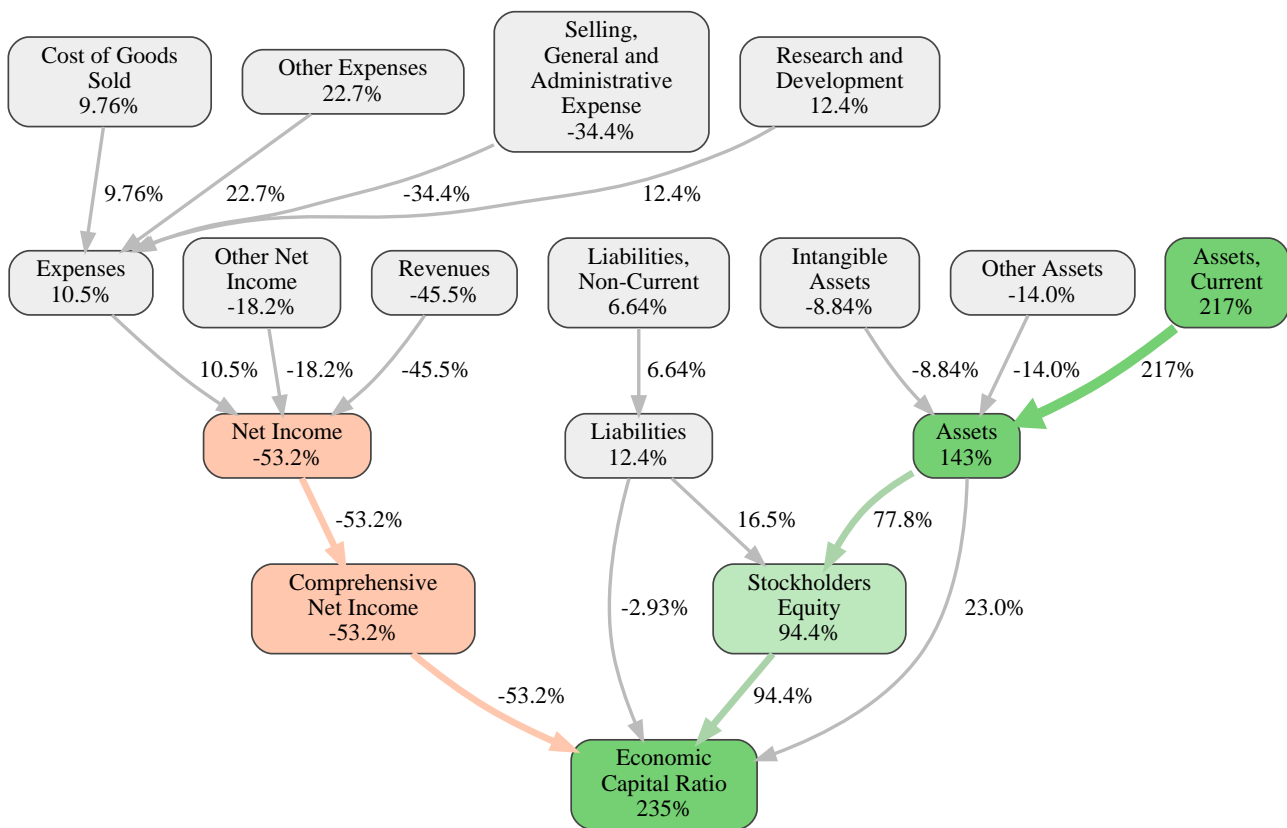 Cost of Goods
Sold
9.76%
Other Expenses
22.7%
Selling,
General and
Administrative
Expense
-34.4%
Research and
Development
12.4%
9.76%
22.7%
-34.4%
12.4%
Expenses
10.5%
Other Net
Income
-18.2%
Revenues
-45.5%
Liabilities,
Non-Current
6.64%
Intangible
Assets
-8.84%
Other Assets
-14.0%
Assets,
Current
217%
10.5%
-18.2%
-45.5%
6.64%
-8.84%
-14.0%
217%
Net Income
-53.2%
Liabilities
12.4%
Assets
143%
-53.2%
16.5%
77.8%
Comprehensive
Net Income
-53.2%
-2.93%
Stockholders
Equity
94.4%
23.0%
-53.2%
94.4%
Economic
Capital Ratio
235%